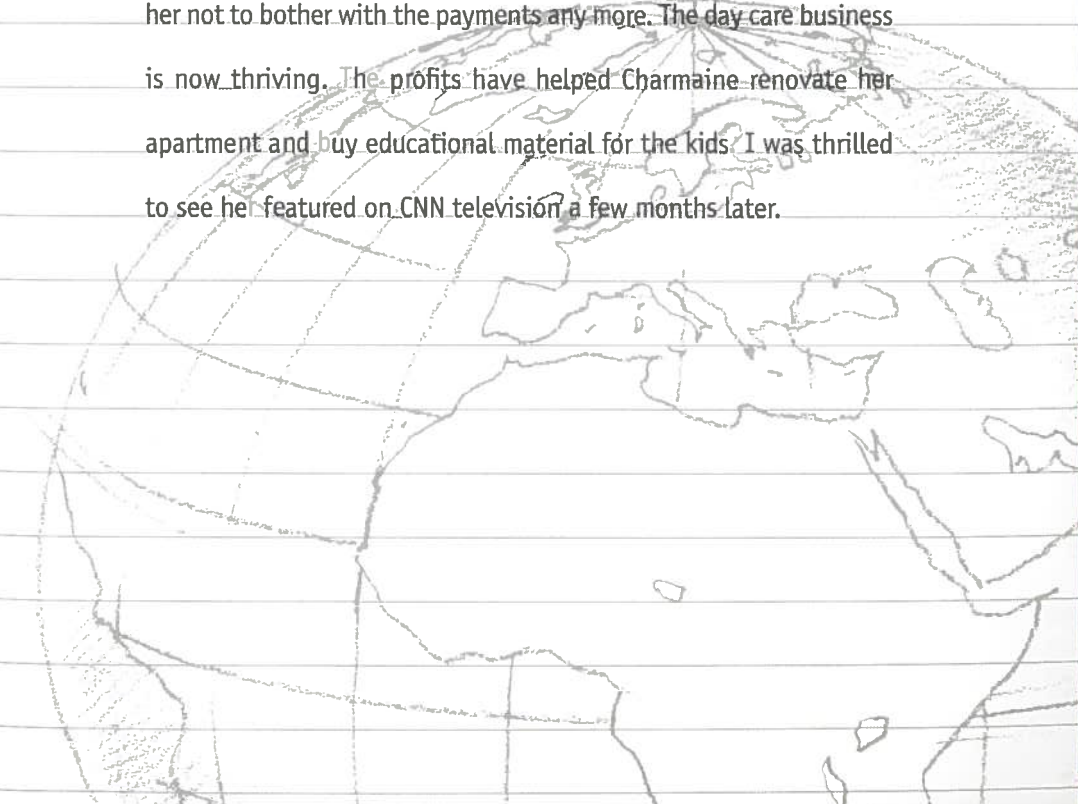 her not to bother with the payments any more. The day care business
is now thriving. The profits have helped Charmaine renovate her
apartment and buy educational material for the kids. I was thrilled
to see her featured on CNN television a few months later.